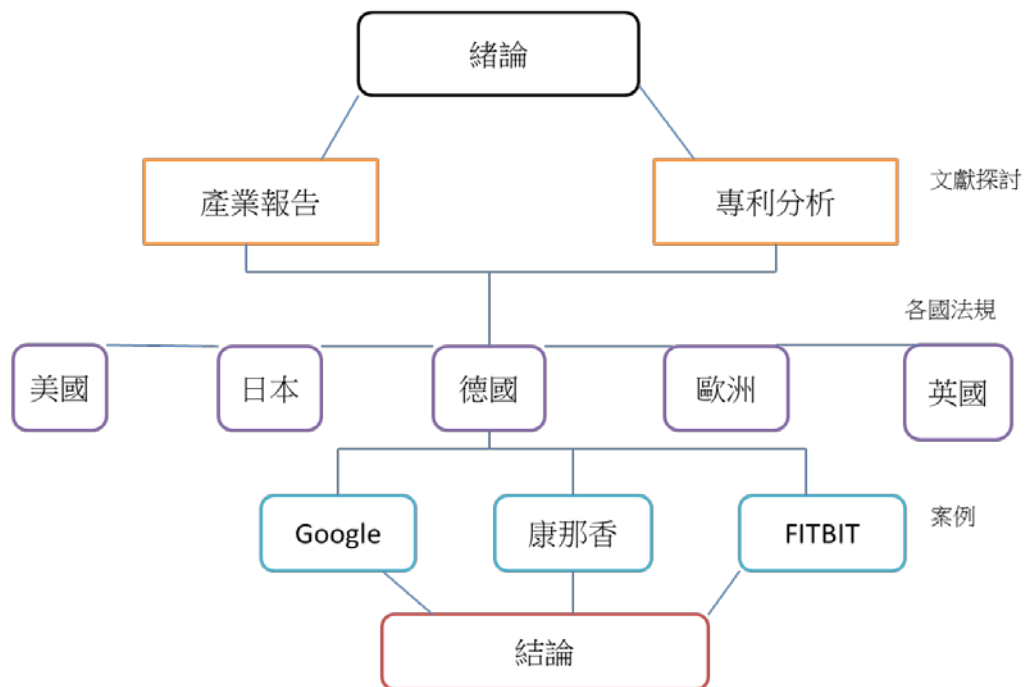 緒論
產業報告
專利分析
文獻探討
各國法規
美國
日本
德國
歐洲
英國
Google
康那香
FITBIT
案例
結論